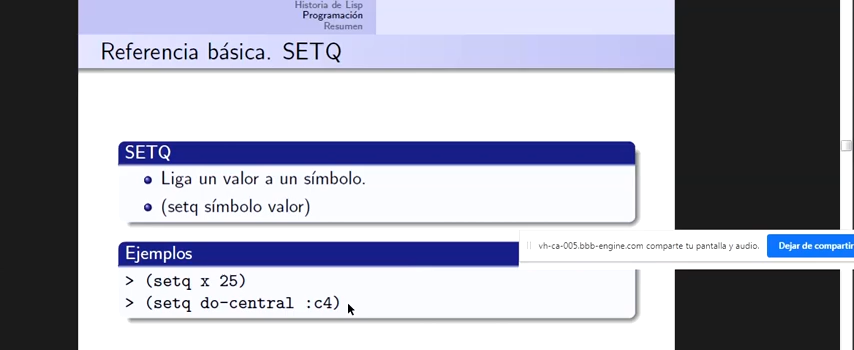 Historia de Lisp
Programación
Resumen
Referencia básica. SETQ
SETQ
Liga un valor a un símbolo.
(setq símbolo valor)
vh-ca-005.bbb-engine.com comparte tu pantalla y audio.
Dejar de compartir
Ejemplos
> (setq x 25)
> (setq do-central :c4)